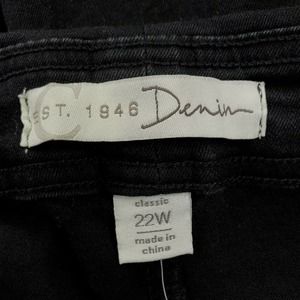 C
EST. 1946 Denim
classic
22W
made in
china